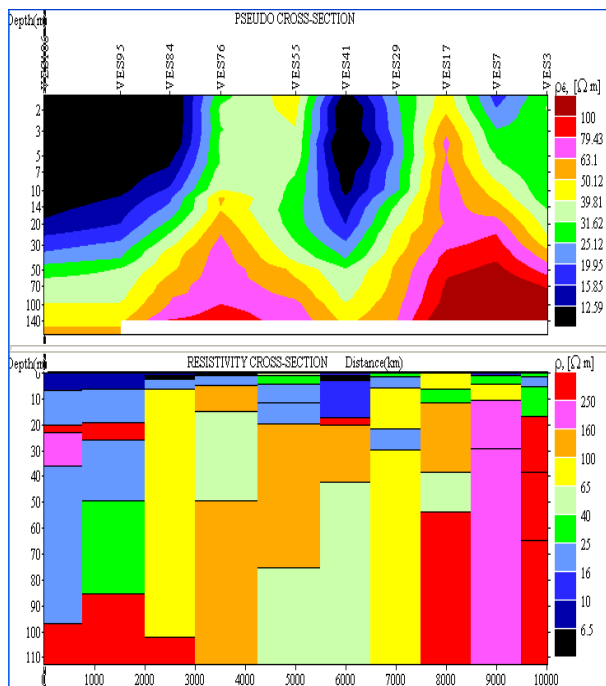 PSEUDO CROSS-SECTION
Depth(m
VES95
VES84
VES76
VES55
VES41
VES29
VES17
VES7
VES3
ρê, [Ω m]
2
3
5
7
10
14
20
30
50
70
100
140
100
79.43
63.1
50.12
39.81
31.62
25.12
19.95
15.85
12.59
RESISTIVITY CROSS-SECTION Distance(km)
Depth(m
ρ, [Ω m]
0
10
20
30
40
50
60
70
80
90
100
110
250
160
100
65
40
25
16
10
6.5
0 1000 2000 3000 4000 5000 6000 7000 8000 9000 10000